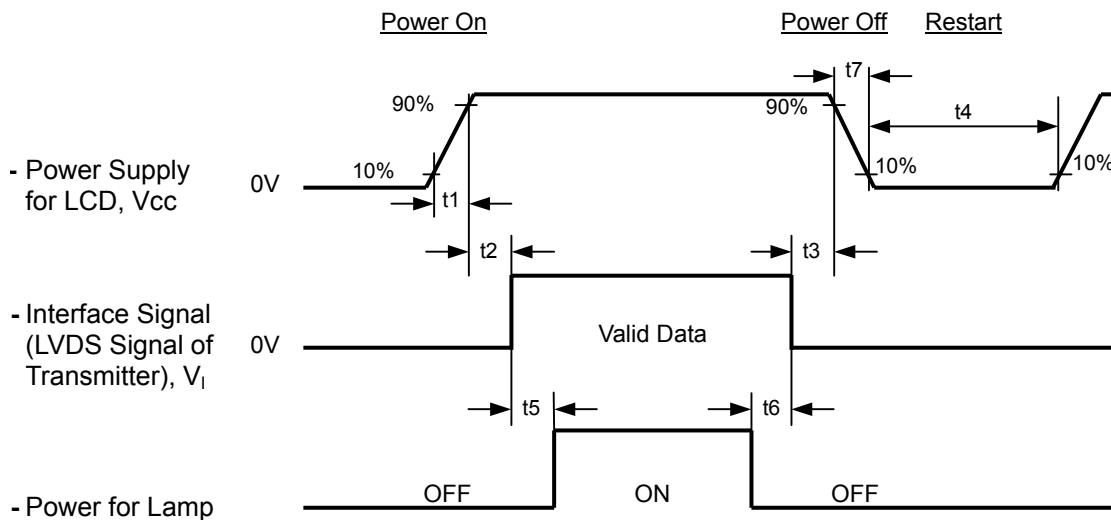 Power On
Power Off
Restart
t7
90%
90%
t4
- Power Supply
for LCD, Vcc
0V
10%
10%
10%
t1
t2
t3
- Interface Signal
(LVDS Signal of
Transmitter), VI
0V
Valid Data
t5
t6
- Power for Lamp
OFF
ON
OFF